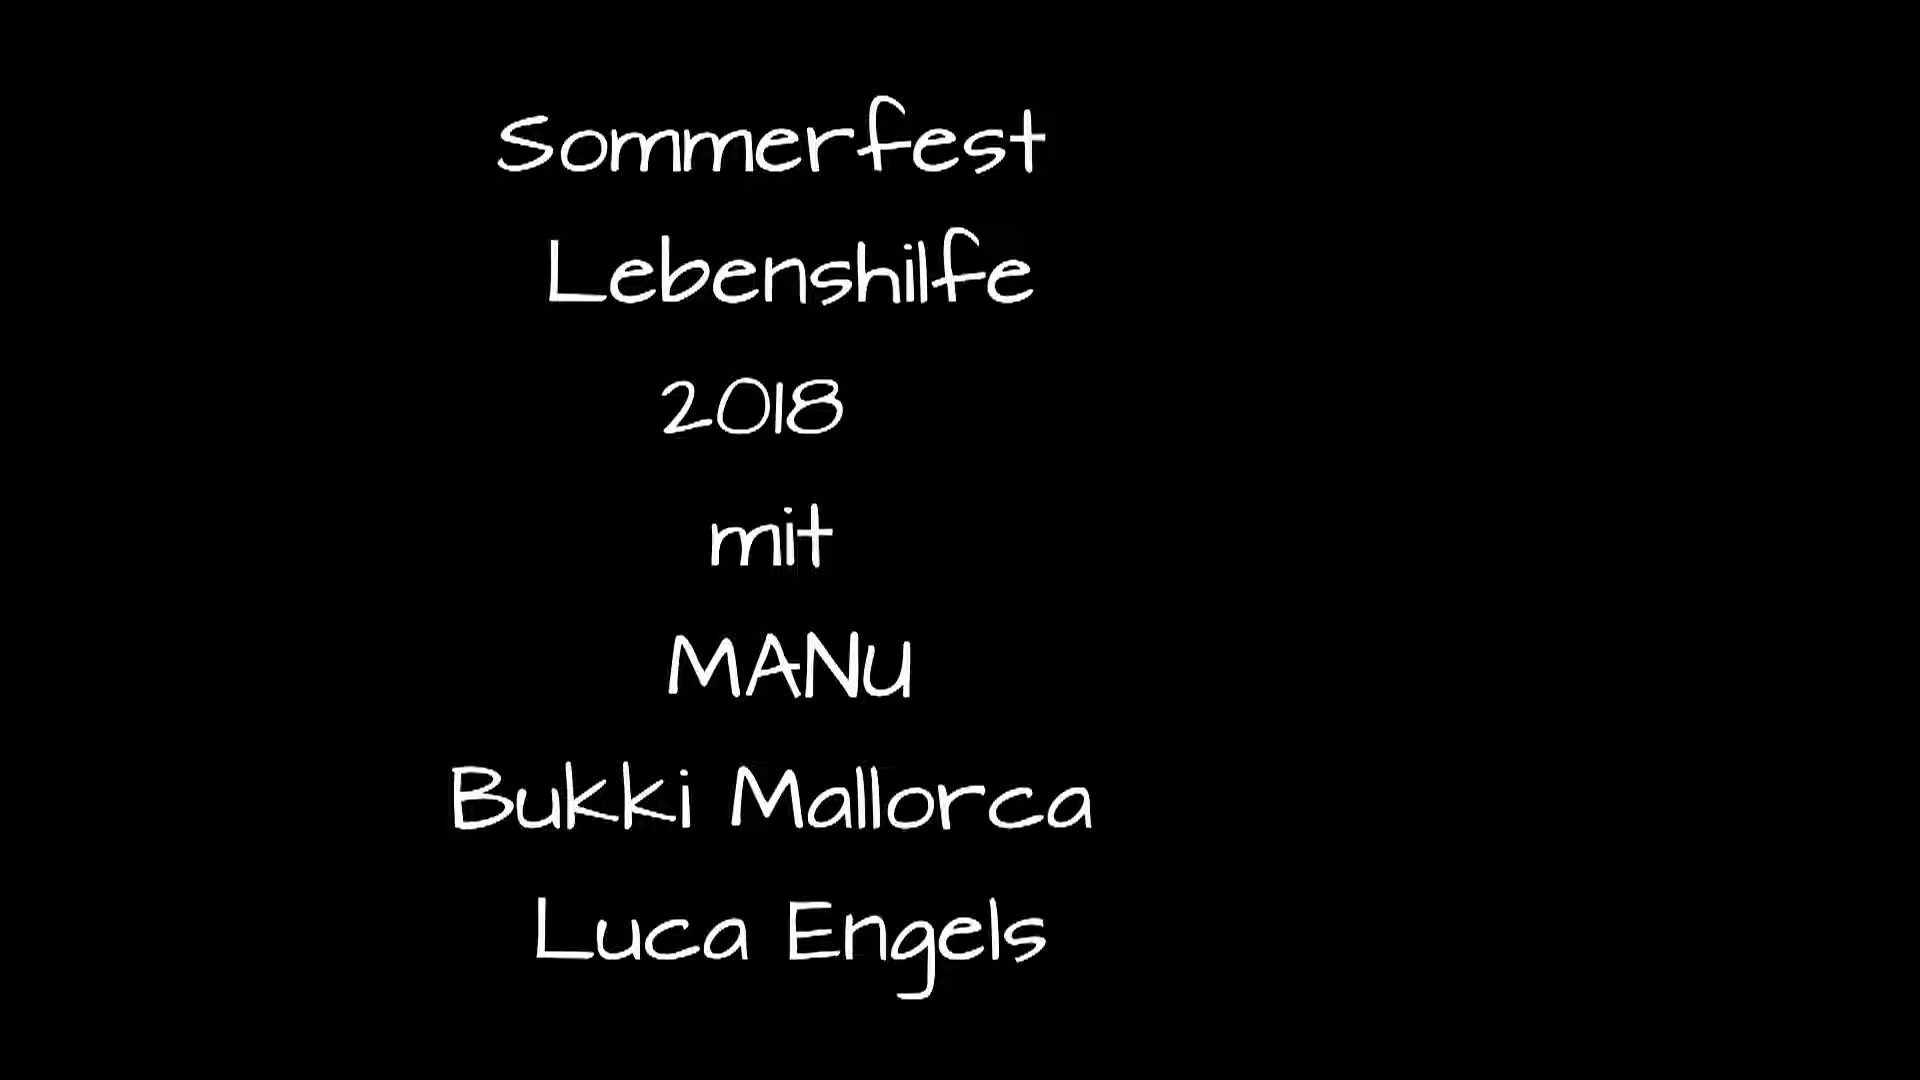 Sommerfest
Lebenshilfe
2018
mit
MANU
Bukki Mallorca
Luca Engels